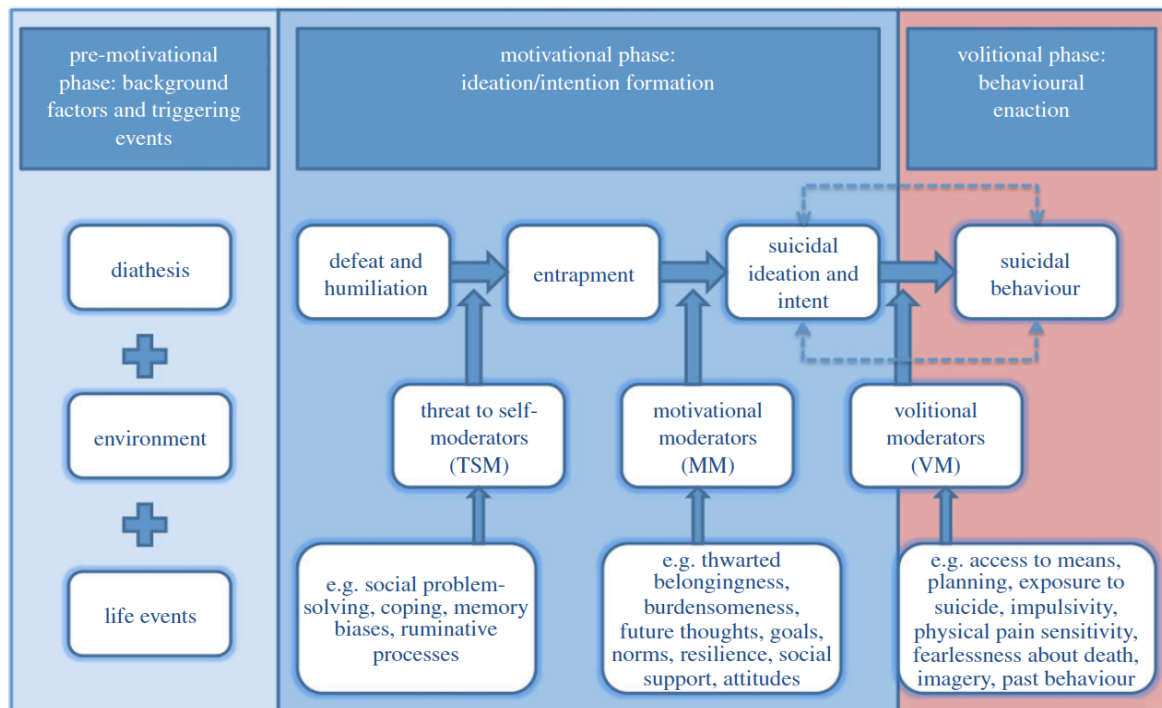 pre-motivational
phase: background
factors and triggering
events
motivational phase:
ideation/intention formation
volitional phase:
behavioural
enaction
diathesis
environment
life events
defeat and
humiliation
entrapment
suicidal
ideation and
intent
suicidal
behaviour
threat to self-
moderators
(TSM)
motivational
moderators
(MM)
volitional
moderators
(VM)
e.g. social problem-
solving, coping, memory
biases, ruminative
processes
e.g. thwarted
belongingness,
burdensomeness,
future thoughts, goals,
norms, resilience, social
support, attitudes
e.g. access to means,
planning, exposure to
suicide, impulsivity,
physical pain sensitivity,
fearlessness about death,
imagery, past behaviour